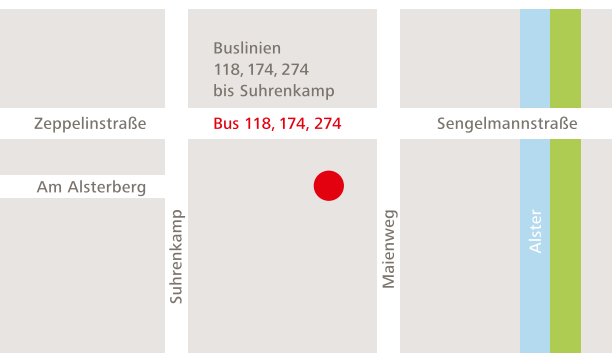 Buslinien
118, 174, 274
bis Suhrenkamp
Zeppelinstraße
Bus 118, 174, 274
Sengelmannstraße
Am Alsterberg
Suhrenkamp
Maienweg
Alster